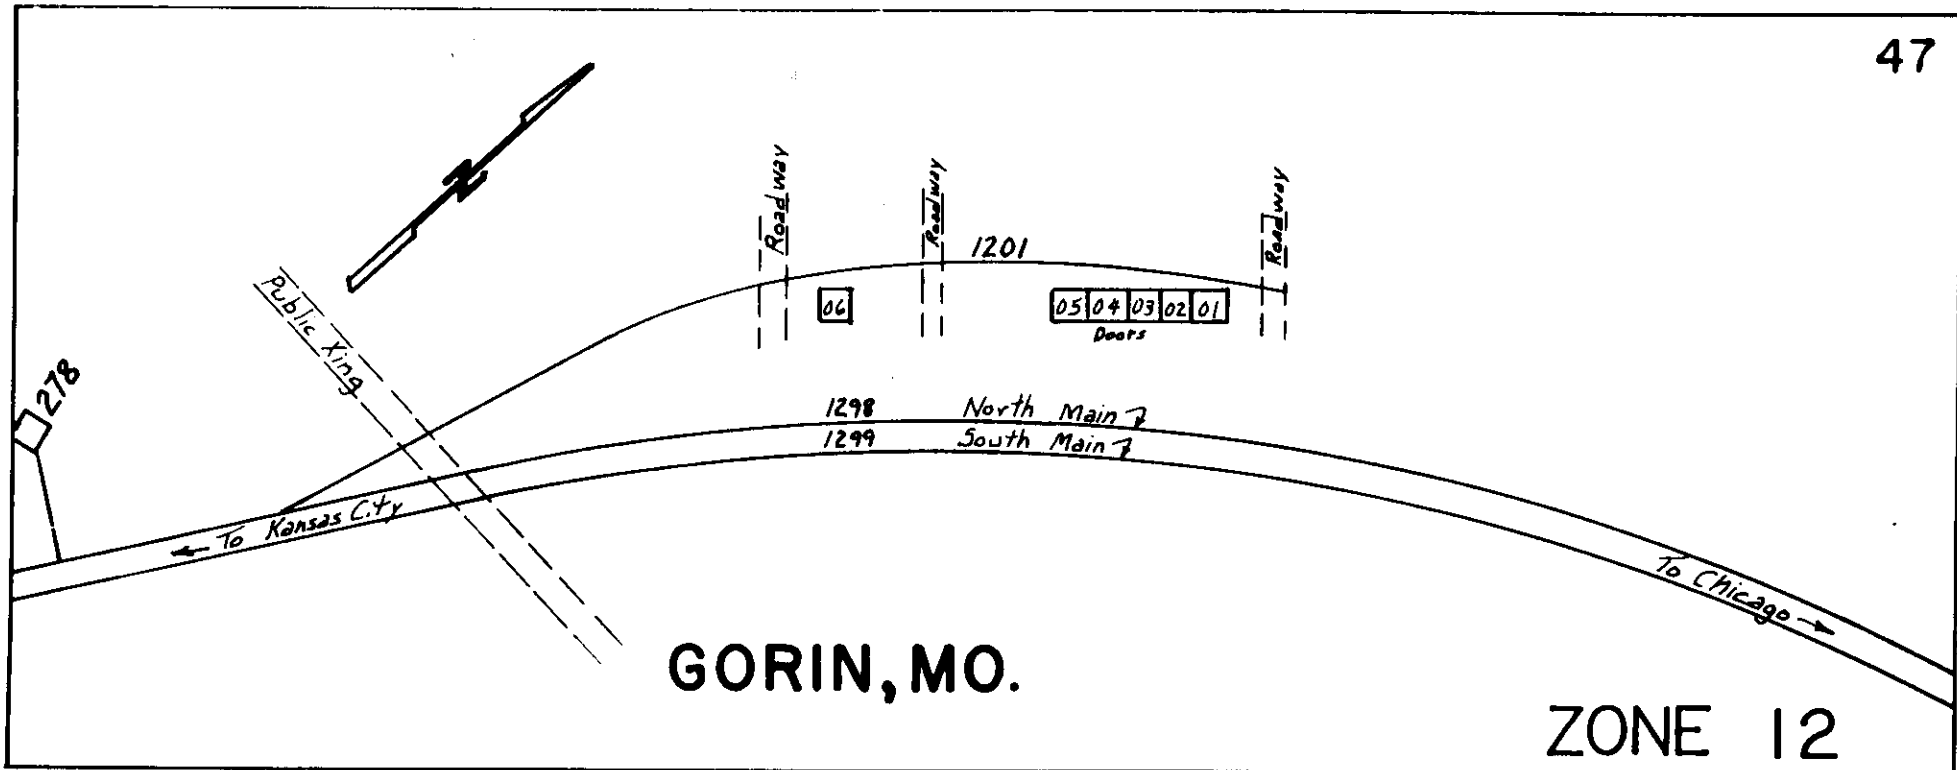 47
N
Roadway
Roadway
Roadway
1201
Public Xing
06
05 04 03 02 01
Doors
278
1298 North Main
1299 South Main
← To Kansas City
To Chicago →
GORIN, MO.
ZONE 12